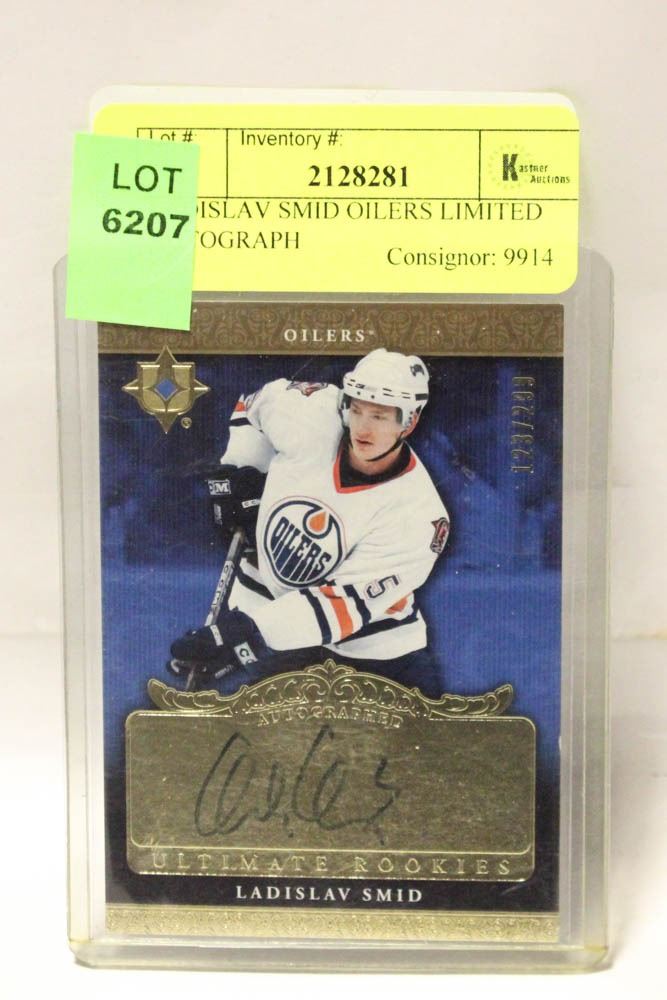 Lot #:
Inventory #:
2128281
Kastner
Auctions
LOT
6207
DISLAV SMID OILERS LIMITED
TOGRAPH
Consignor: 9914
OILERS
123/299
CCM
OILERS
5
AUTOGRAPHED
ULTIMATE ROOKIES
LADISLAV SMID